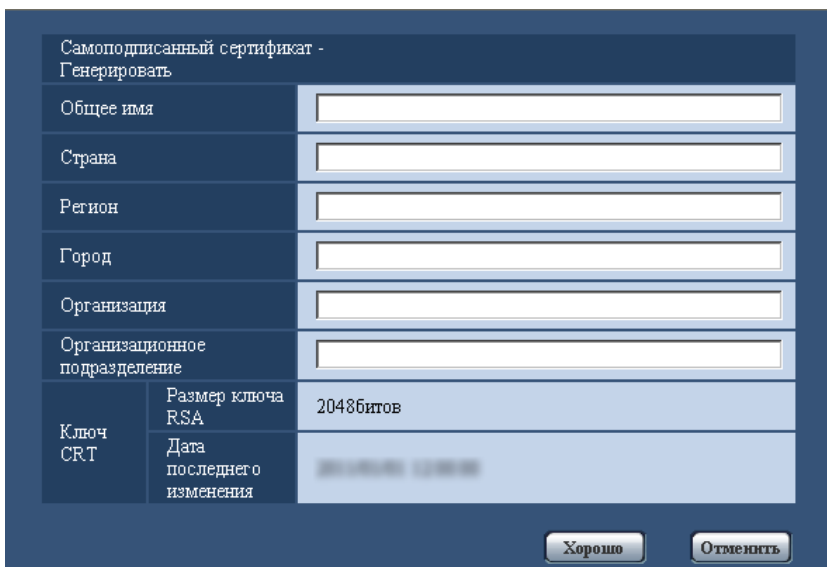 Самоподписанный сертификат -
Генерировать
Общее имя
Страна
Регион
Город
Организация
Организационное
подразделение
Ключ
CRT
Размер ключа
RSA
2048битов
Дата
последнего
изменения
Хорошо
Отменить